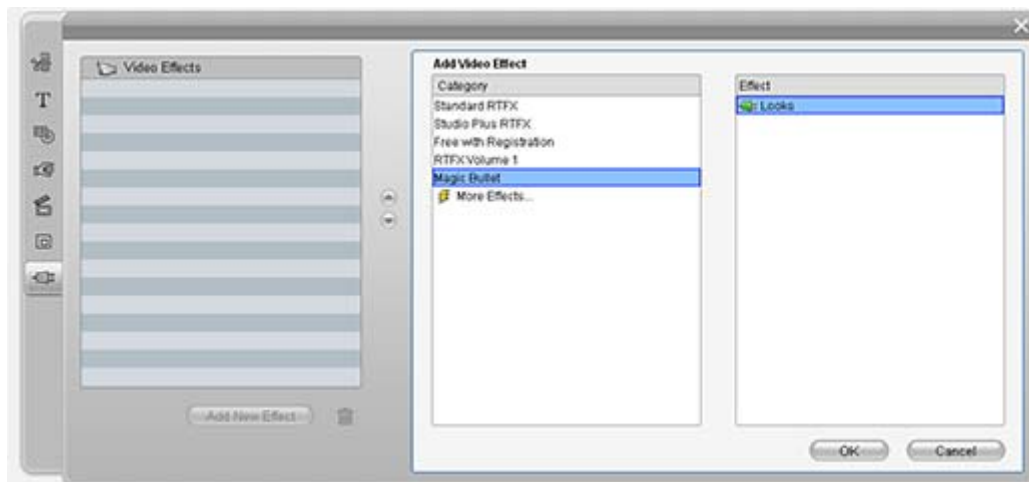 Video Effects
Add New Effect
Add Video Effect
Category
Standard RTFX
Studio Plus RTFX
Free with Registration
RTFX Volume 1
Magic Bullet
More Effects...
Effect
Looks
OK
Cancel
T